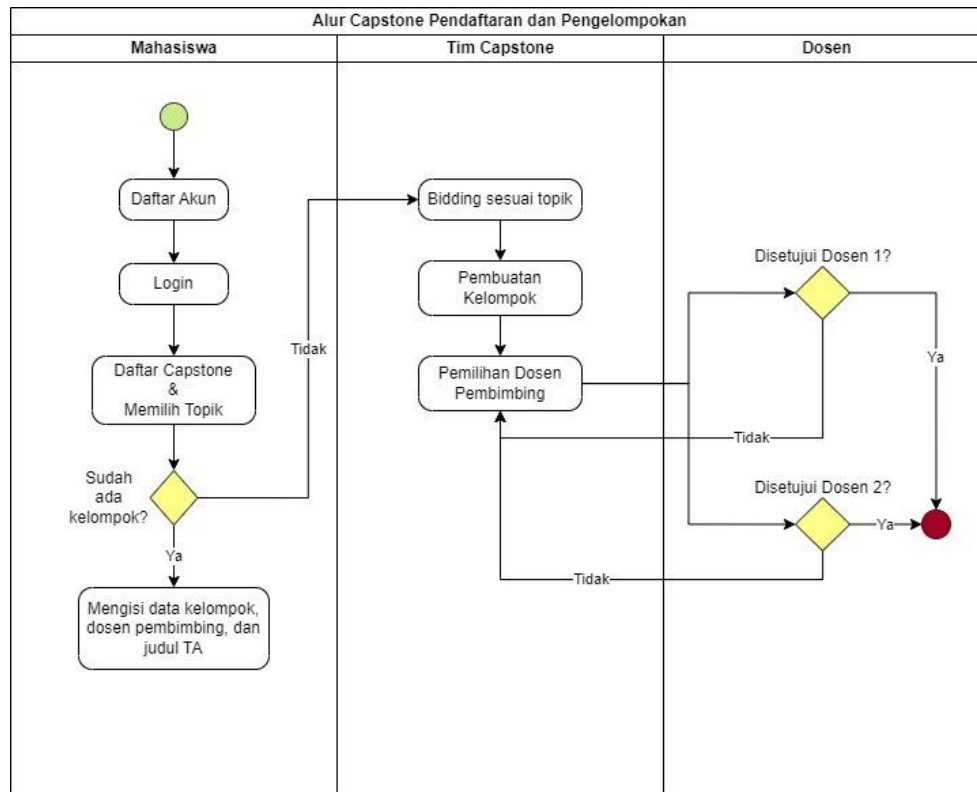 Alur Capstone Pendaftaran dan Pengelompokan
Mahasiswa
Tim Capstone
Dosen
Daftar Akun
Login
Daftar Capstone
&
Memilih Topik
Sudah
ada
kelompok?
Ya
Mengisi data kelompok,
dosen pembimbing, dan
judul TA
Tidak
Bidding sesuai topik
Pembuatan
Kelompok
Pemilihan Dosen
Pembimbing
Disetujui Dosen 1?
Ya
Tidak
Disetujui Dosen 2?
Ya
Tidak